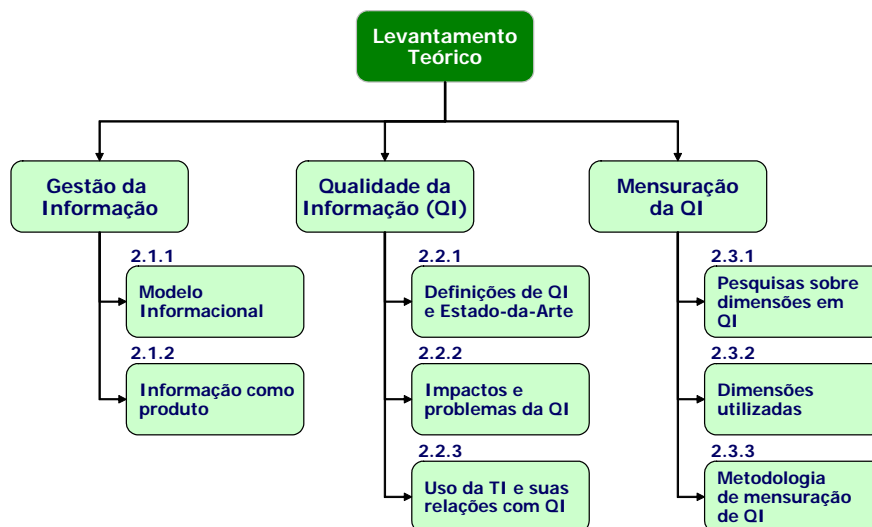 Levantamento
Teórico
Gestão da
Informação
2.1.1
Modelo
Informacional
2.1.2
Informação como
produto
Qualidade da
Informação (QI)
2.2.1
Definições de QI
e Estado-da-Arte
2.2.2
Impactos e
problemas da QI
2.2.3
Uso da TI e suas
relações com QI
Mensuração
da QI
2.3.1
Pesquisas sobre
dimensões em
QI
2.3.2
Dimensões
utilizadas
2.3.3
Metodologia
de mensuração
de QI